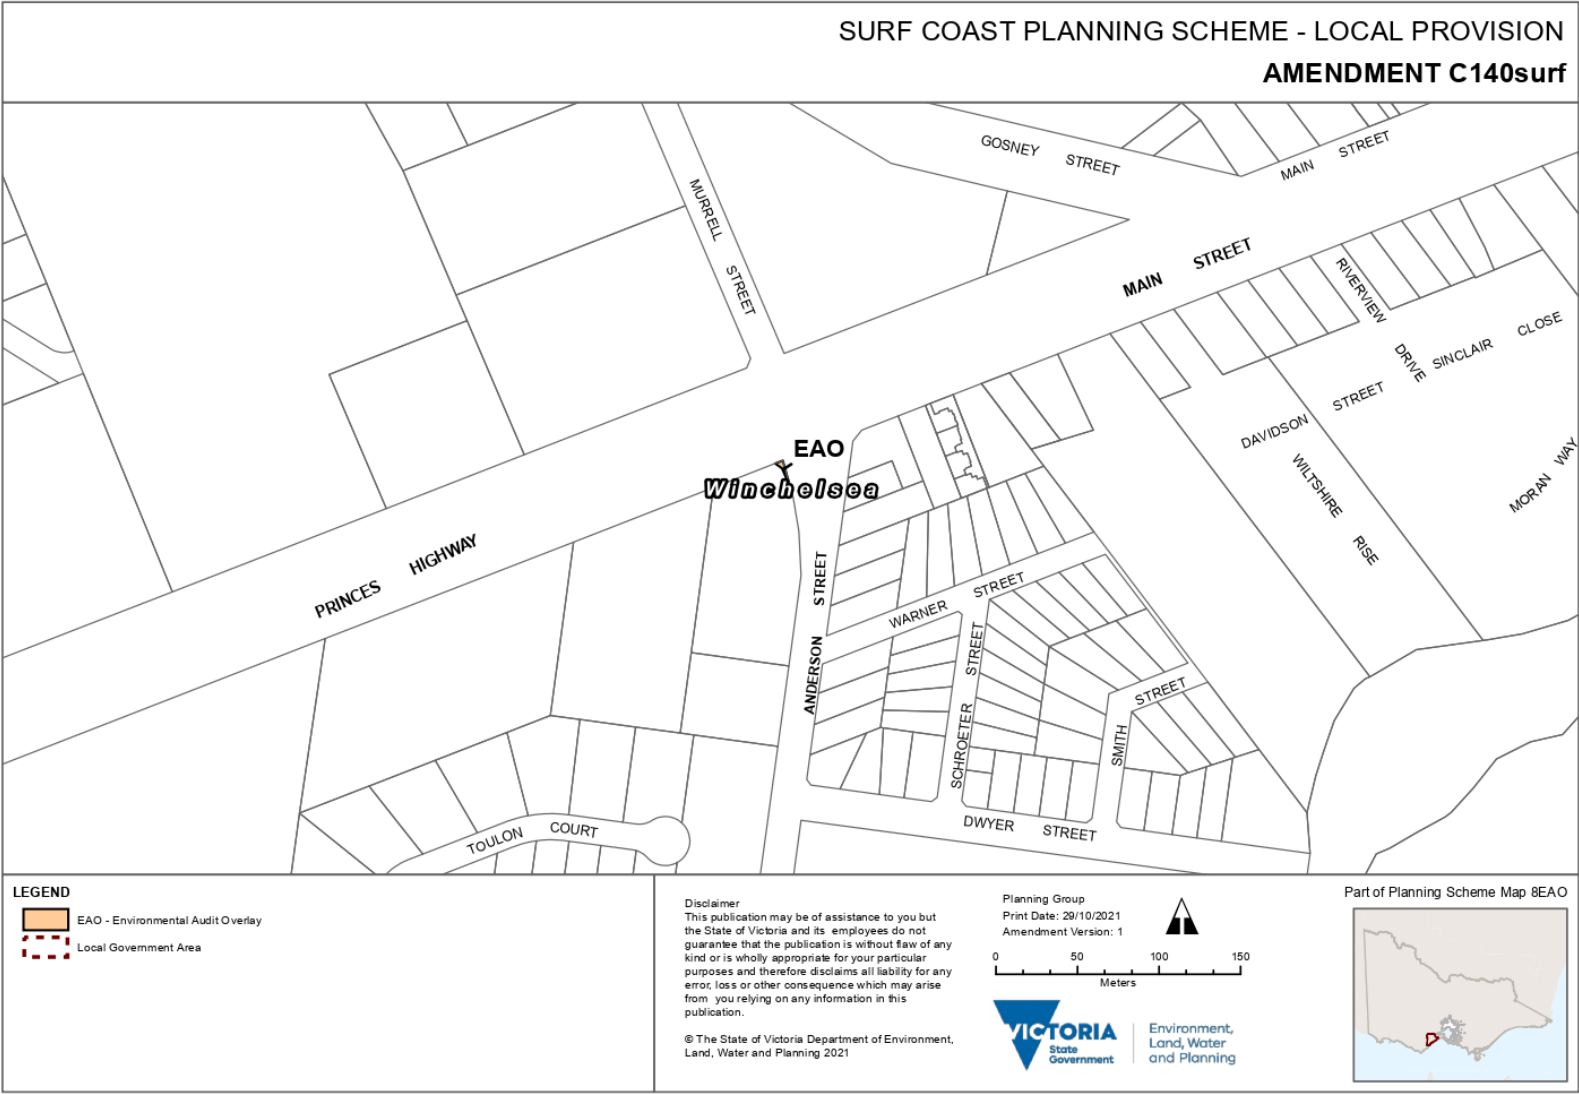 SURF COAST PLANNING SCHEME - LOCAL PROVISION
AMENDMENT C140surf
GOSNEY STREET
MAIN STREET
MURRELL STREET
MAIN STREET
RIVERVIEW DRIVE
SINCLAIR CLOSE
DAVIDSON STREET
WILTSHIRE RISE
MORAN WAY
EAO
Winchelsea
PRINCES HIGHWAY
ANDERSON STREET
WARNER STREET
SCHROETER STREET
SMITH STREET
TOULON COURT
DWYER STREET
LEGEND
EAO - Environmental Audit Overlay
Local Government Area
Disclaimer
This publication may be of assistance to you but
the State of Victoria and its employees do not
guarantee that the publication is without flaw of any
kind or is wholly appropriate for your particular
purposes and therefore disclaims all liability for any
error, loss or other consequence which may arise
from you relying on any information in this
publication.
© The State of Victoria Department of Environment,
Land, Water and Planning 2021
Planning Group
Print Date: 29/10/2021
Amendment Version: 1
0 50 100 150
Meters
VICTORIA
State
Government
Environment,
Land, Water
and Planning
Part of Planning Scheme Map 8EAO